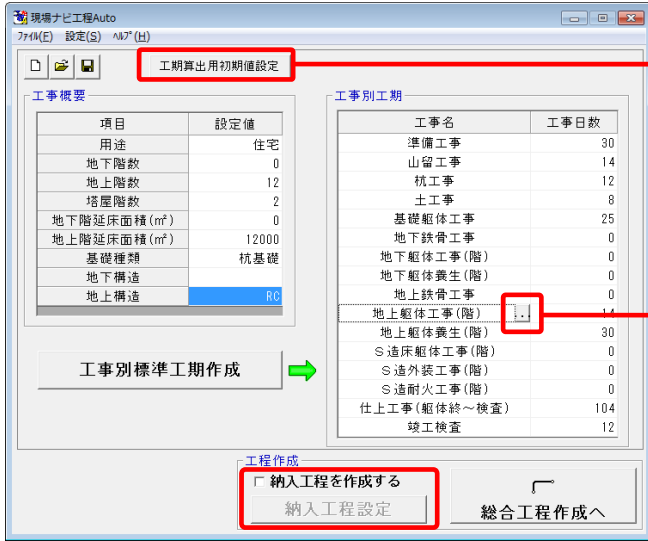 現場ナビ工程Auto
ﾌｧｲﾙ(F) 設定(S) ﾍﾙﾌﾟ(H)
工期算出用初期値設定
工事概要
項目 設定値
用途 住宅
地下階数 0
地上階数 12
塔屋階数 2
地下階延床面積(㎡) 0
地上階延床面積(㎡) 12000
基礎種類 杭基礎
地下構造
地上構造 RC
工事別標準工期作成
工事別工期
工事名 工事日数
準備工事 30
山留工事 14
杭工事 12
土工事 8
基礎躯体工事 25
地下鉄骨工事 0
地下躯体工事(階) 0
地下躯体養生(階) 0
地上鉄骨工事 0
地上躯体工事(階) ... 14
地上躯体養生(階) 30
S造床躯体工事(階) 0
S造外装工事(階) 0
S造耐火工事(階) 0
仕上工事(躯体終～検査) 104
竣工検査 12
工程作成
納入工程を作成する
納入工程設定
総合工程作成へ